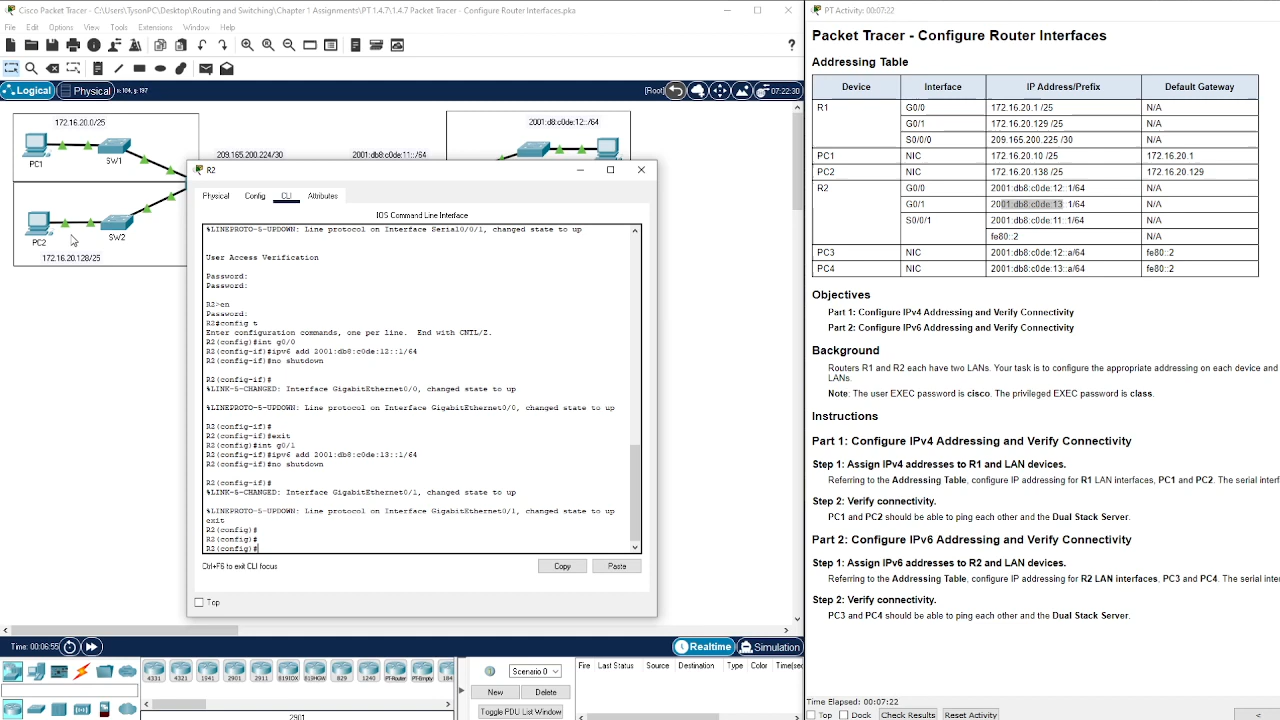 Cisco Packet Tracer - C:\Users\TysonPC\Desktop\Routing and Switching\Chapter 1 Assignments\PT 1.4.7\1.4.7 Packet Tracer - Configure Router Interfaces.pka
File Edit Options View Tools Extensions Window Help
Logical Physical x: 104, y: 197 [Root] 07:22:30
172.16.20.0/25
PC1 SW1
PC2 SW2
172.16.20.128/25
209.165.200.224/30 2001:db8:c0de:11::/64
2001:d8:c0de:12::/64
R2
Physical Config CLI Attributes
IOS Command Line Interface
%LINEPROTO-5-UPDOWN: Line protocol on Interface Serial0/0/1, changed state to up
User Access Verification
Password:
Password:
R2>en
Password:
R2#config t
Enter configuration commands, one per line. End with CNTL/Z.
R2(config)#int g0/0
R2(config-if)#ipv6 add 2001:db8:c0de:12::1/64
R2(config-if)#no shutdown
R2(config-if)#
%LINK-5-CHANGED: Interface GigabitEthernet0/0, changed state to up
%LINEPROTO-5-UPDOWN: Line protocol on Interface GigabitEthernet0/0, changed state to up
R2(config-if)#
R2(config-if)#exit
R2(config)#int g0/1
R2(config-if)#ipv6 add 2001:db8:c0de:13::1/64
R2(config-if)#no shutdown
R2(config-if)#
%LINK-5-CHANGED: Interface GigabitEthernet0/1, changed state to up
%LINEPROTO-5-UPDOWN: Line protocol on Interface GigabitEthernet0/1, changed state to up
exit
R2(config)#
R2(config)#
R2(config)#
Ctrl+F6 to exit CLI focus Copy Paste
Top
Time: 00:06:55 Realtime Simulation
4331 4321 1941 2901 2911 819IOX 819HGW 829 1240 PT-Router PT-Empty 184
2901
Scenario 0
New Delete
Toggle PDU List Window
Fire Last Status Source Destination Type Color Time(sec
PT Activity: 00:07:22
Packet Tracer - Configure Router Interfaces
Addressing Table
Device Interface IP Address/Prefix Default Gateway
R1 G0/0 172.16.20.1 /25 N/A
G0/1 172.16.20.129 /25 N/A
S0/0/0 209.165.200.225 /30 N/A
PC1 NIC 172.16.20.10 /25 172.16.20.1
PC2 NIC 172.16.20.138 /25 172.16.20.129
R2 G0/0 2001:db8:c0de:12::1/64 N/A
G0/1 2001:db8:c0de:13::1/64 N/A
S0/0/1 2001:db8:c0de:11::1/64 N/A
fe80::2 N/A
PC3 NIC 2001:db8:c0de:12::a/64 fe80::2
PC4 NIC 2001:db8:c0de:13::a/64 fe80::2
Objectives
Part 1: Configure IPv4 Addressing and Verify Connectivity
Part 2: Configure IPv6 Addressing and Verify Connectivity
Background
Routers R1 and R2 each have two LANs. Your task is to configure the appropriate addressing on each device and
LANs.
Note: The user EXEC password is cisco. The privileged EXEC password is class.
Instructions
Part 1: Configure IPv4 Addressing and Verify Connectivity
Step 1: Assign IPv4 addresses to R1 and LAN devices.
Referring to the Addressing Table, configure IP addressing for R1 LAN interfaces, PC1 and PC2. The serial interf
Step 2: Verify connectivity.
PC1 and PC2 should be able to ping each other and the Dual Stack Server.
Part 2: Configure IPv6 Addressing and Verify Connectivity
Step 1: Assign IPv6 addresses to R2 and LAN devices.
Referring to the Addressing Table, configure IP addressing for R2 LAN interfaces, PC3 and PC4. The serial inter
Step 2: Verify connectivity.
PC3 and PC4 should be able to ping each other and the Dual Stack Server.
Time Elapsed: 00:07:22
Top Dock Check Results Reset Activity <